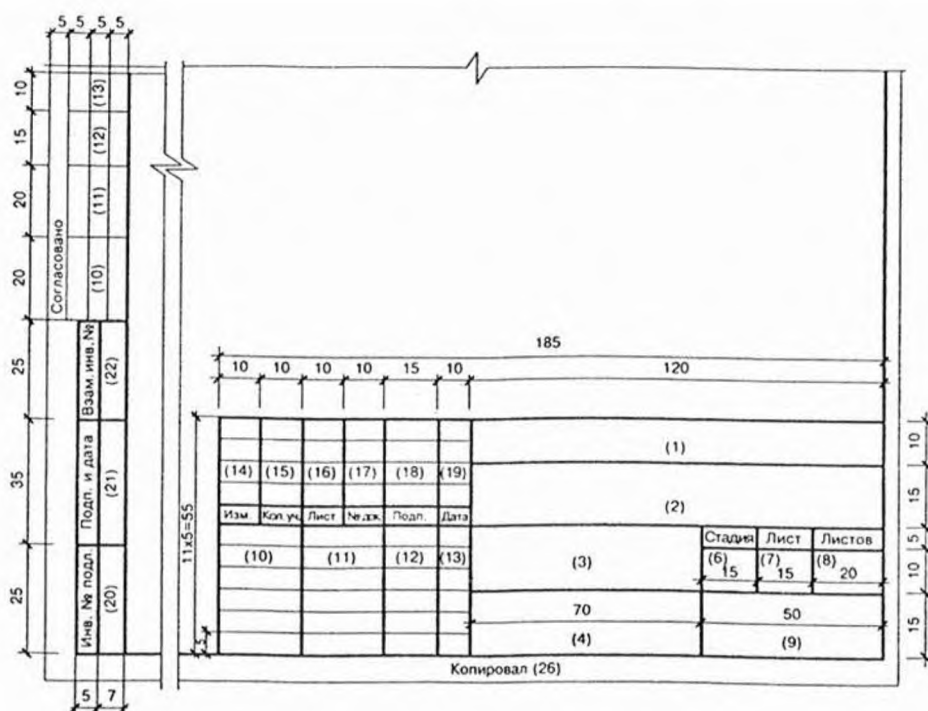 5 5 5 5
10
15
20
20
25
35
25
(13)
(12)
(11)
(10)
Согласовано
Взам. инв. №
(22)
Подп. и дата
(21)
Инв. № подл.
(20)
5 7
185
10 10 10 10 15 10 120
11x5=55
5
(14) (15) (16) (17) (18) (19)
Изм. Кол.уч. Лист № док. Подп. Дата
(10) (11) (12) (13)
(1)
(2)
(3)
Стадия Лист Листов
(6) (7) (8)
15 15 20
70 50
(4) (9)
10
15
5
10
15
Копировал (26)